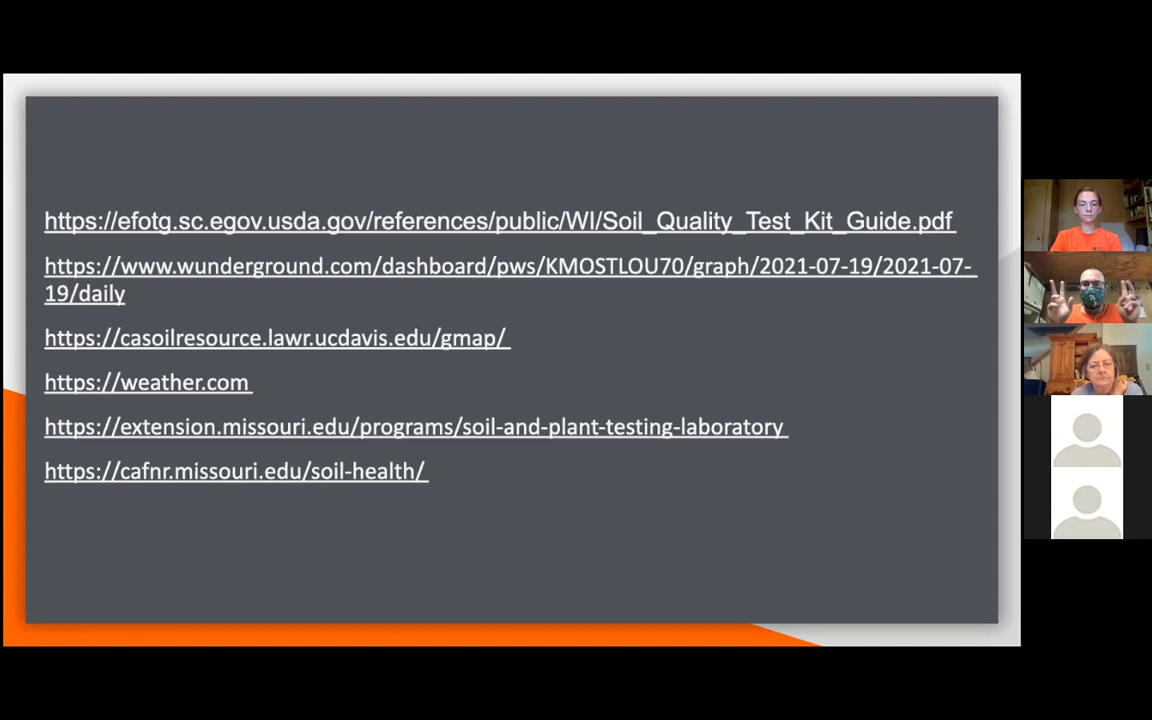 https://efotg.sc.egov.usda.gov/references/public/WI/Soil_Quality_Test_Kit_Guide.pdf
https://www.wunderground.com/dashboard/pws/KMOSTLOU70/graph/2021-07-19/2021-07-
19/daily
https://casoilresource.lawr.ucdavis.edu/gmap/
https://weather.com
https://extension.missouri.edu/programs/soil-and-plant-testing-laboratory
https://cafnr.missouri.edu/soil-health/